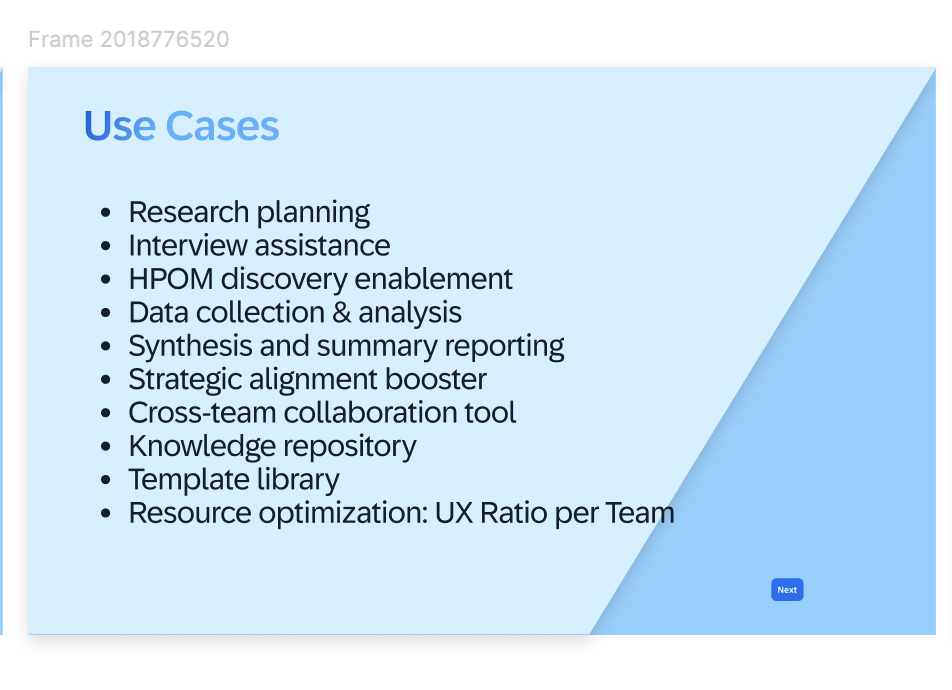 Frame 2018776520
Use Cases
• Research planning
• Interview assistance
• HPOM discovery enablement
• Data collection & analysis
• Synthesis and summary reporting
• Strategic alignment booster
• Cross-team collaboration tool
• Knowledge repository
• Template library
• Resource optimization: UX Ratio per Team
Next